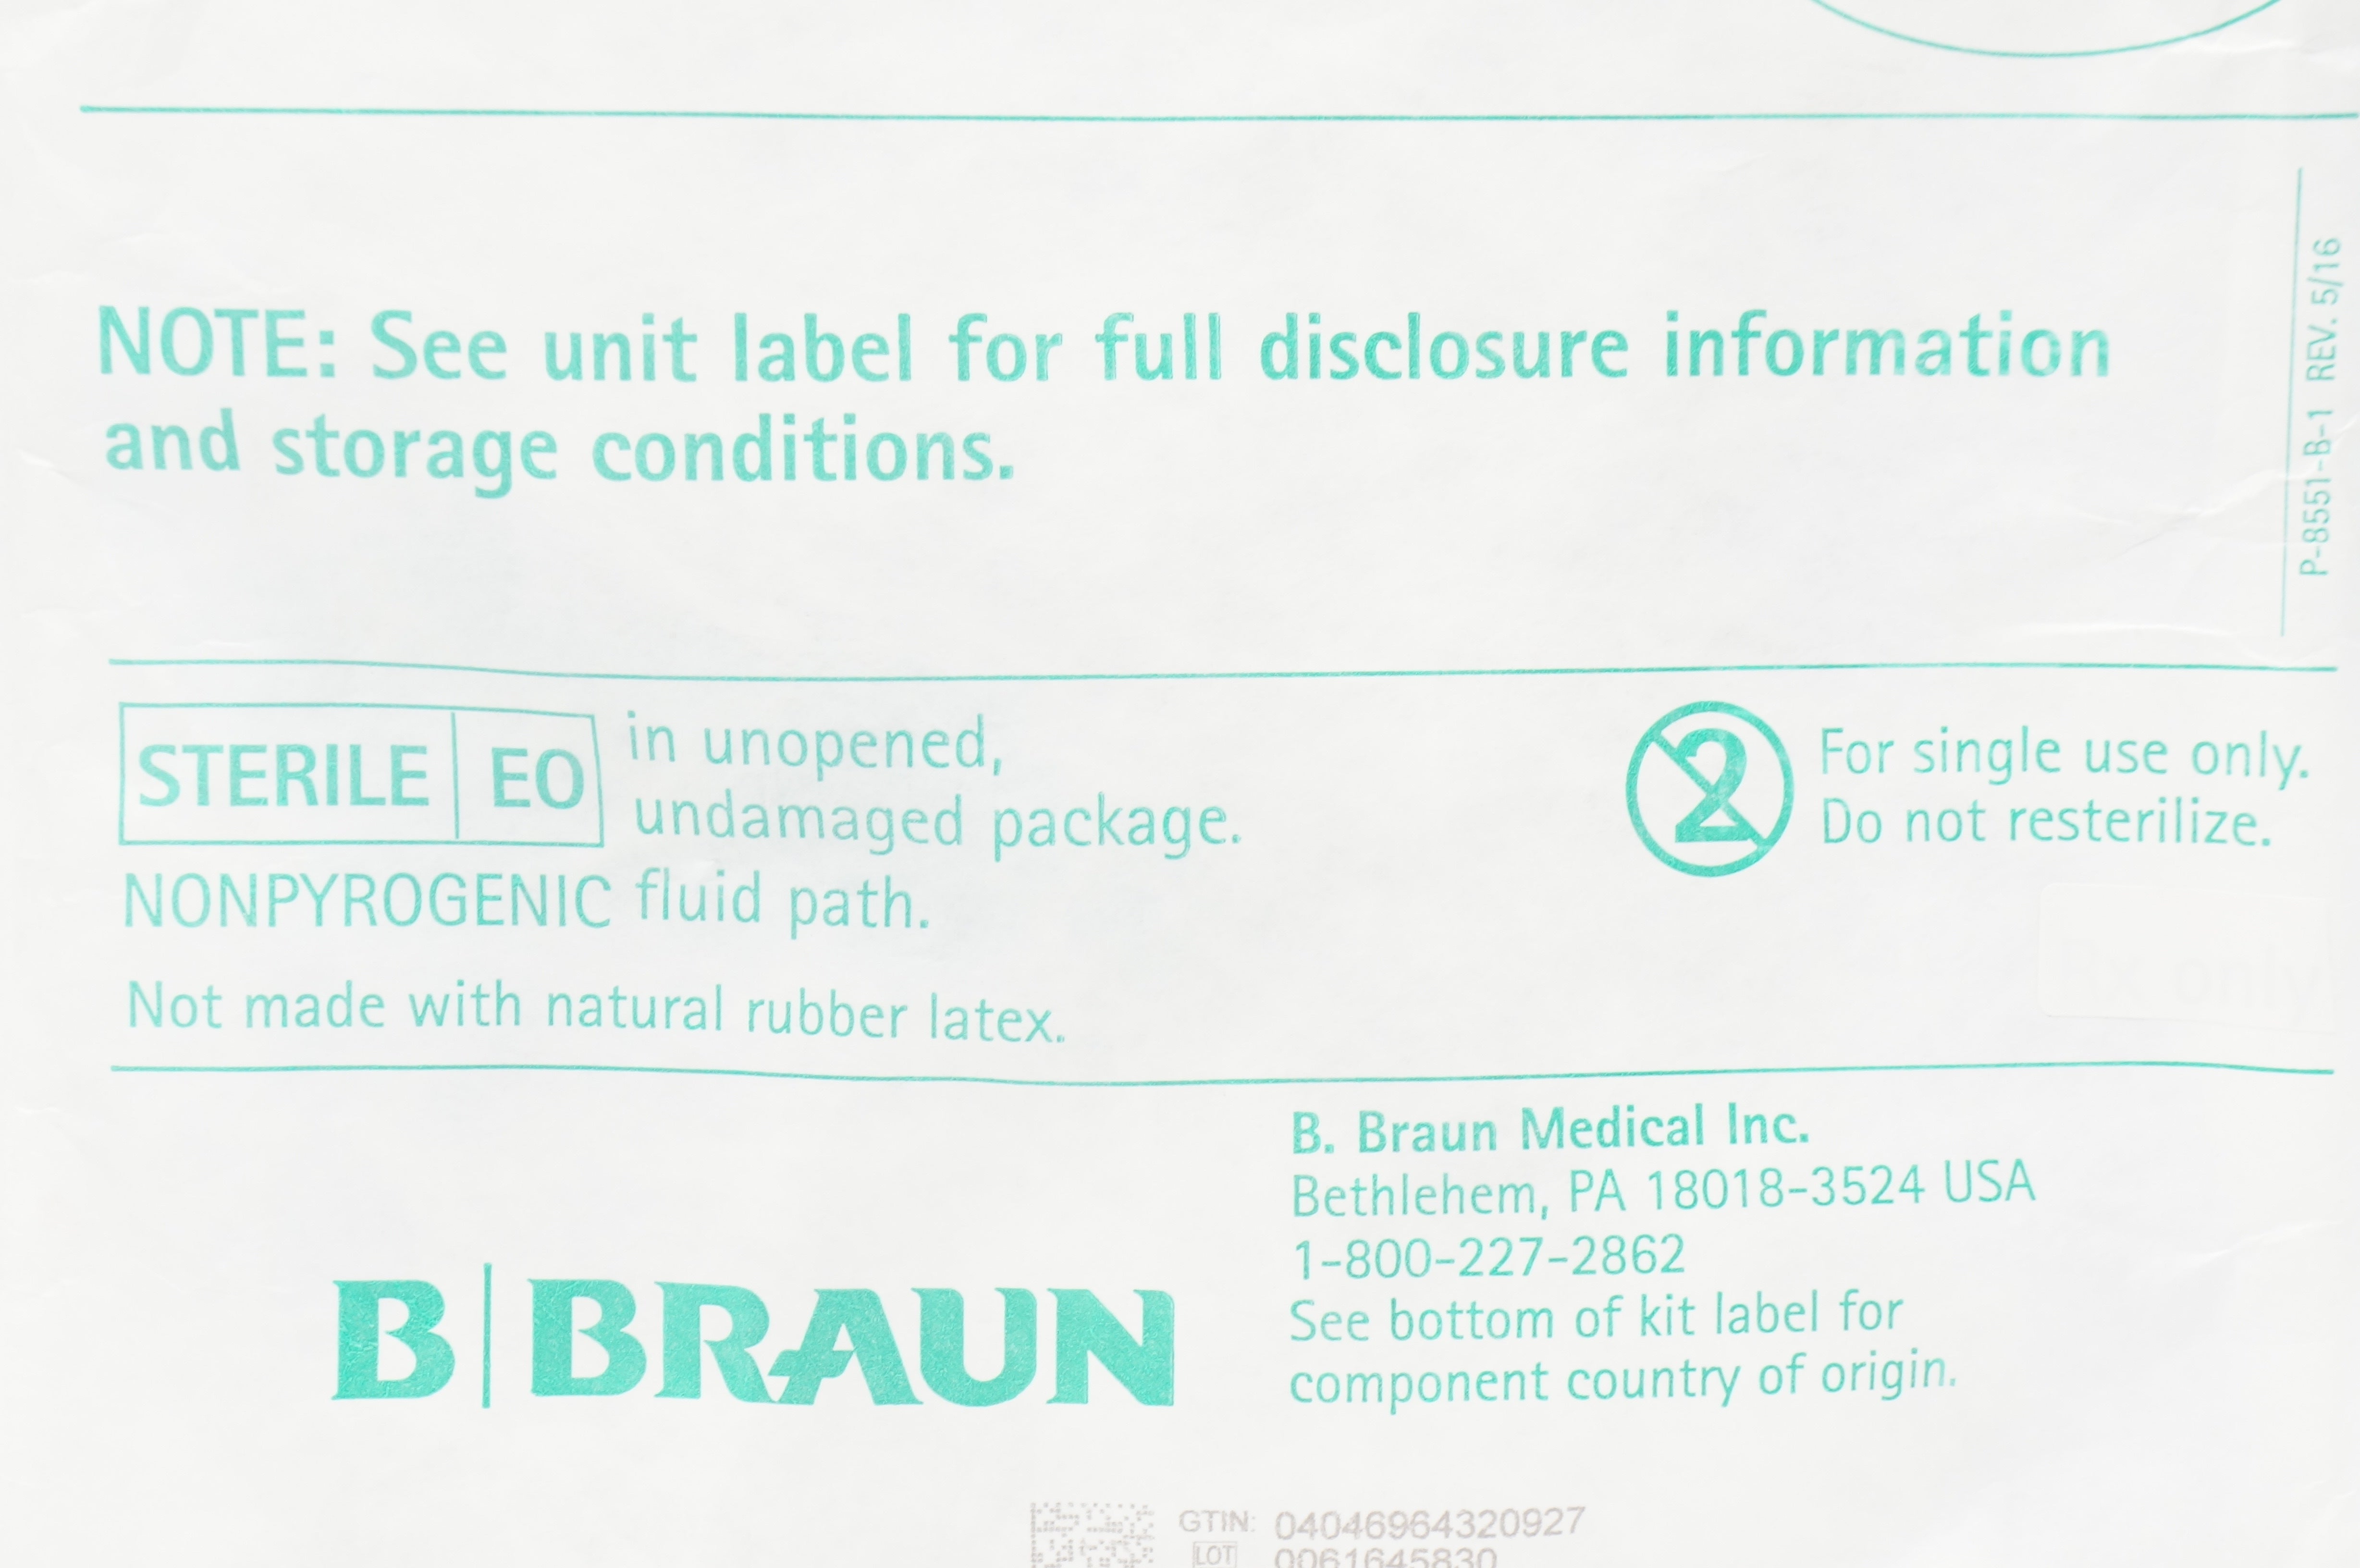 NOTE: See unit label for full disclosure information
and storage conditions.
P-8551-B-1 REV. 5/16
STERILE EO in unopened,
undamaged package.
NONPYROGENIC fluid path.
Not made with natural rubber latex.
2 For single use only.
Do not resterilize.
B. Braun Medical Inc.
Bethlehem, PA 18018-3524 USA
1-800-227-2862
See bottom of kit label for
component country of origin.
B|BRAUN
GTIN: 04046964320927
LOT 0061645830